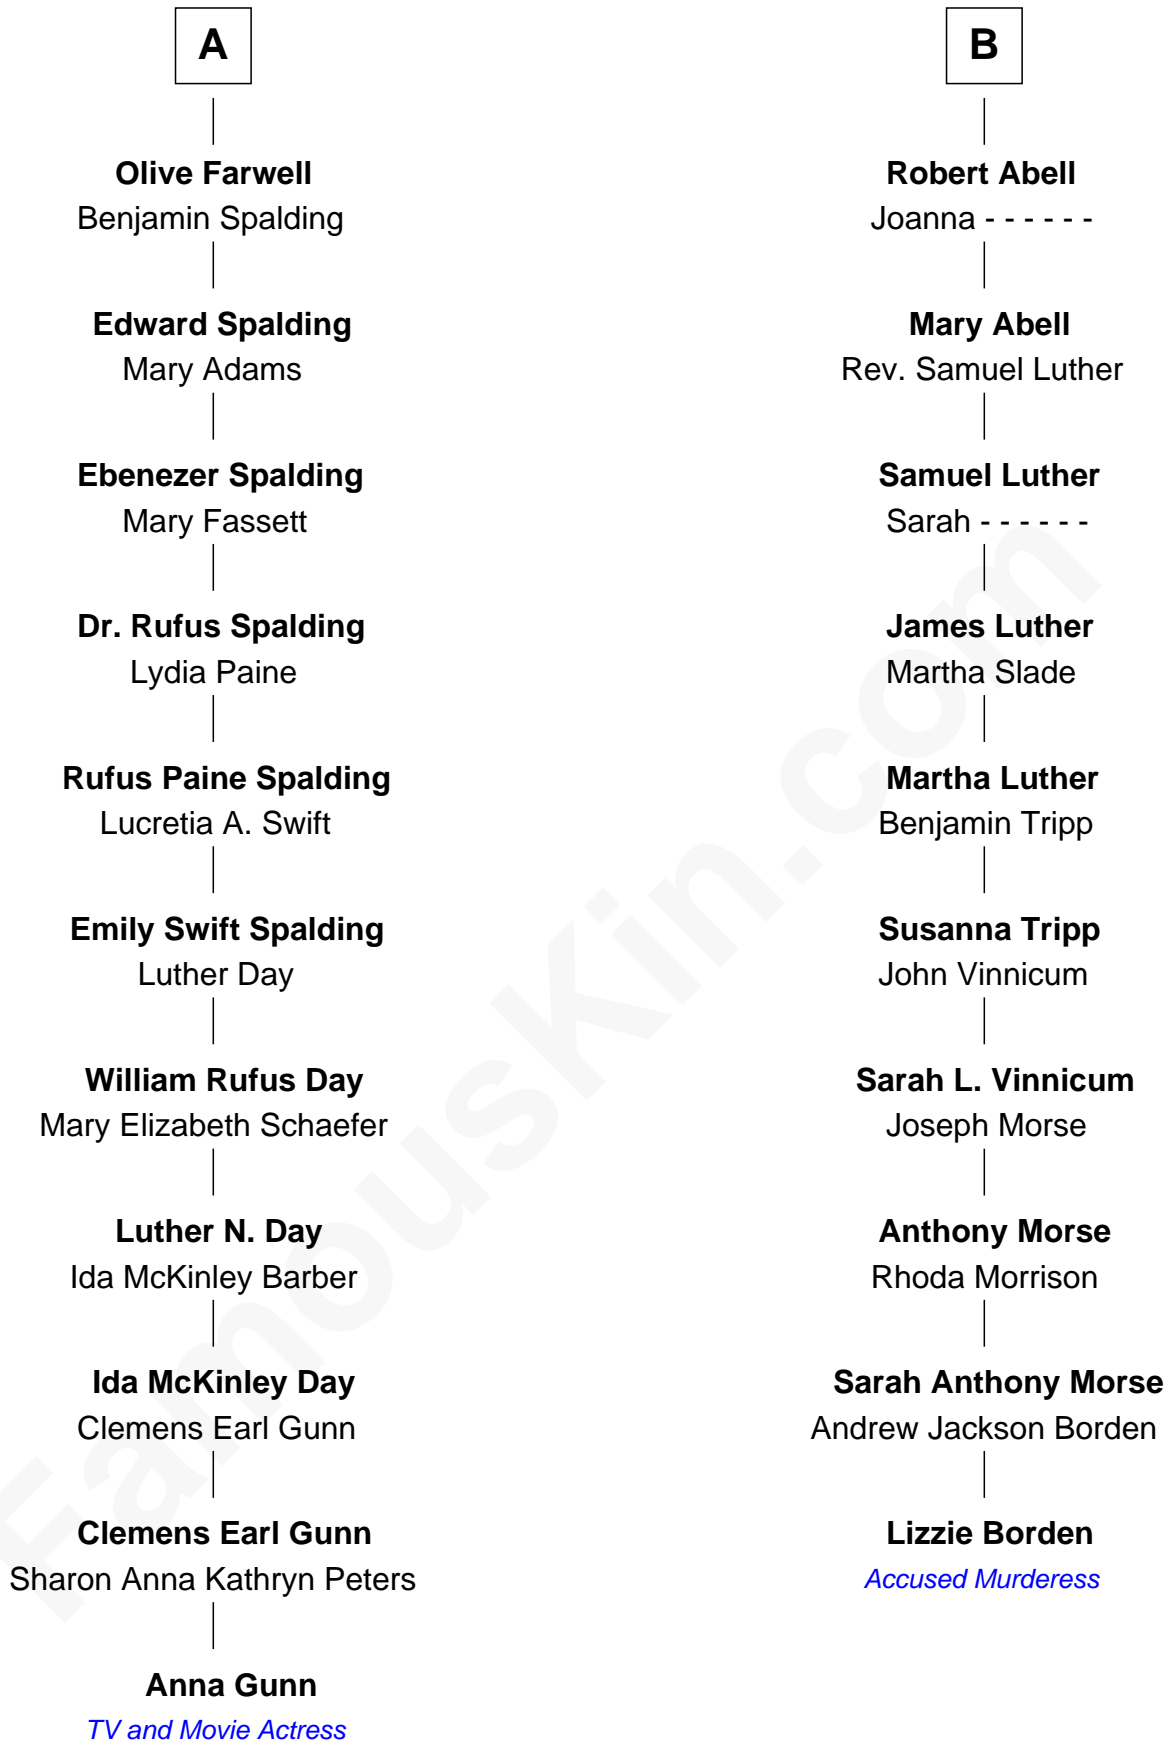 A
Olive Farwell
Benjamin Spalding
Edward Spalding
Mary Adams
Ebenezer Spalding
Mary Fassett
Dr. Rufus Spalding
Lydia Paine
Rufus Paine Spalding
Lucretia A. Swift
Emily Swift Spalding
Luther Day
William Rufus Day
Mary Elizabeth Schaefer
Luther N. Day
Ida McKinley Barber
Ida McKinley Day
Clemens Earl Gunn
Clemens Earl Gunn
Sharon Anna Kathryn Peters
Anna Gunn
TV and Movie Actress
B
Robert Abell
Joanna - - - - - -
Mary Abell
Rev. Samuel Luther
Samuel Luther
Sarah - - - - - -
James Luther
Martha Slade
Martha Luther
Benjamin Tripp
Susanna Tripp
John Vinnicum
Sarah L. Vinnicum
Joseph Morse
Anthony Morse
Rhoda Morrison
Sarah Anthony Morse
Andrew Jackson Borden
Lizzie Borden
Accused Murderess
FamousKin.com